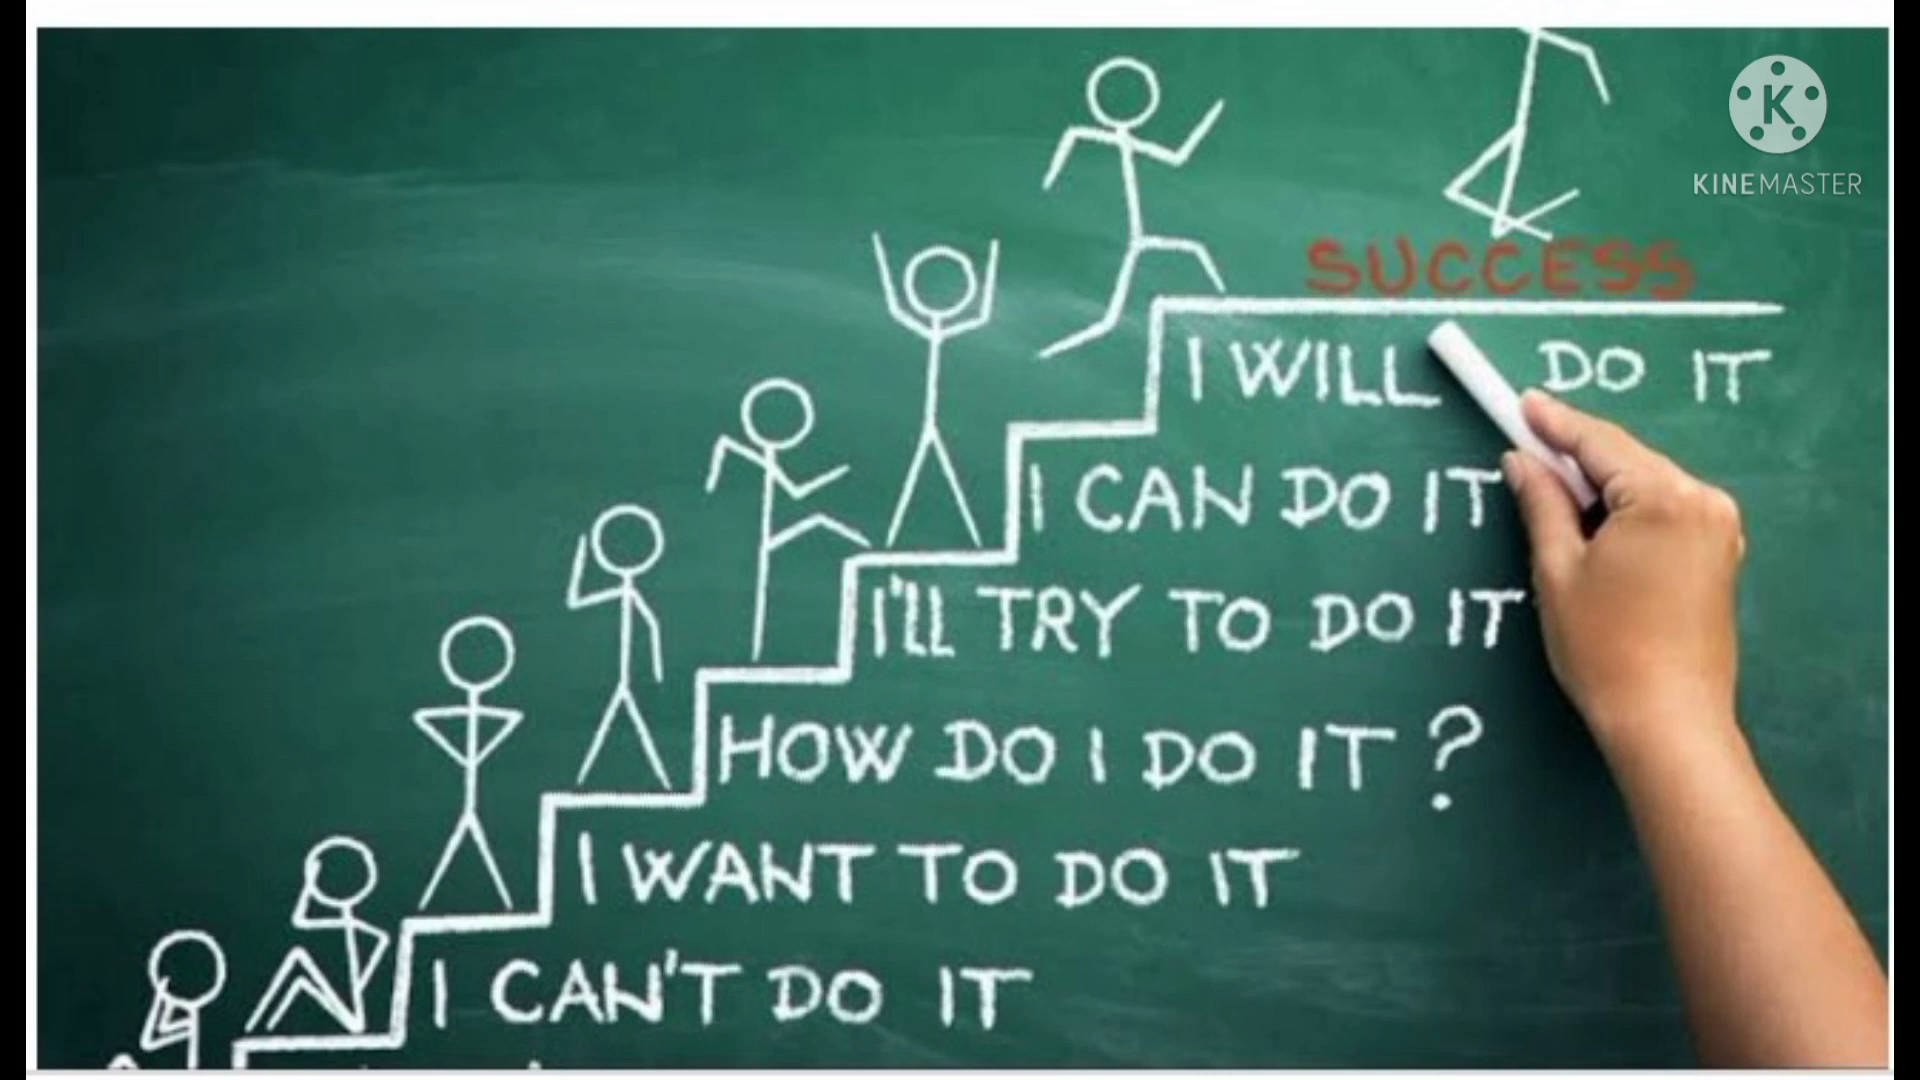 KINEMASTER
SUCCESS
I WILL DO IT
I CAN DO IT
I'LL TRY TO DO IT
HOW DO I DO IT ?
I WANT TO DO IT
I CAN'T DO IT